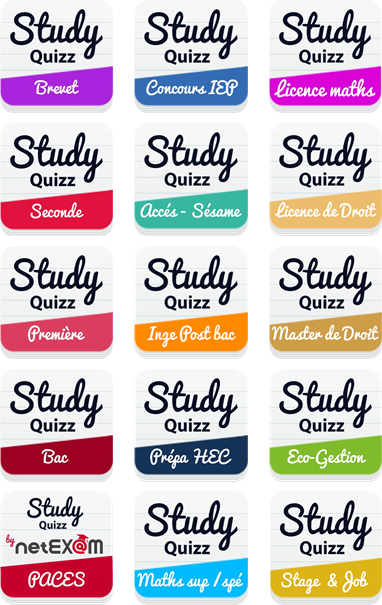 Study
Quizz
Brevet
Study
Quizz
Concours IEP
Study
Quizz
Licence maths
Study
Quizz
Seconde
Study
Quizz
Accés - Sésame
Study
Quizz
Licence de Droit
Study
Quizz
Première
Study
Quizz
Inge Post bac
Study
Quizz
Master de Droit
Study
Quizz
Bac
Study
Quizz
Prépa HEC
Study
Quizz
Eco-Gestion
Study
Quizz
by netEX@M
PACES
Study
Quizz
Maths sup / spé
Study
Quizz
Stage & Job